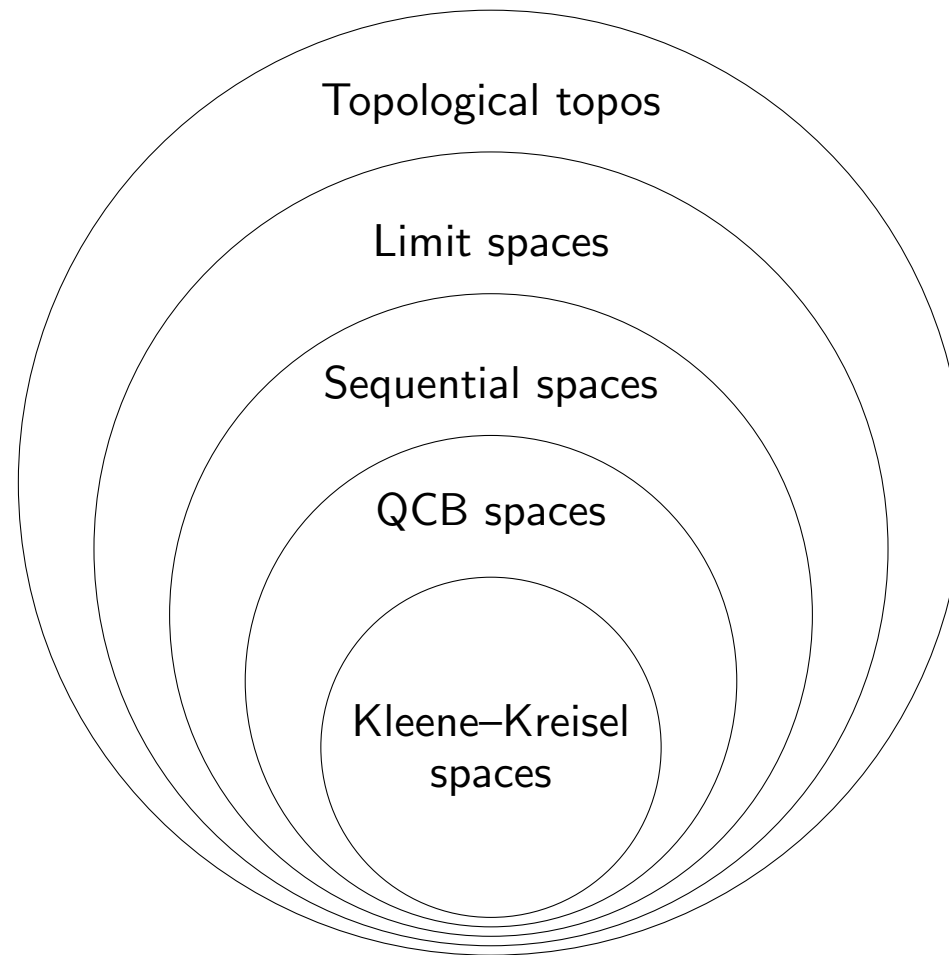 Topological topos
Limit spaces
Sequential spaces
QCB spaces
Kleene–Kreisel
spaces